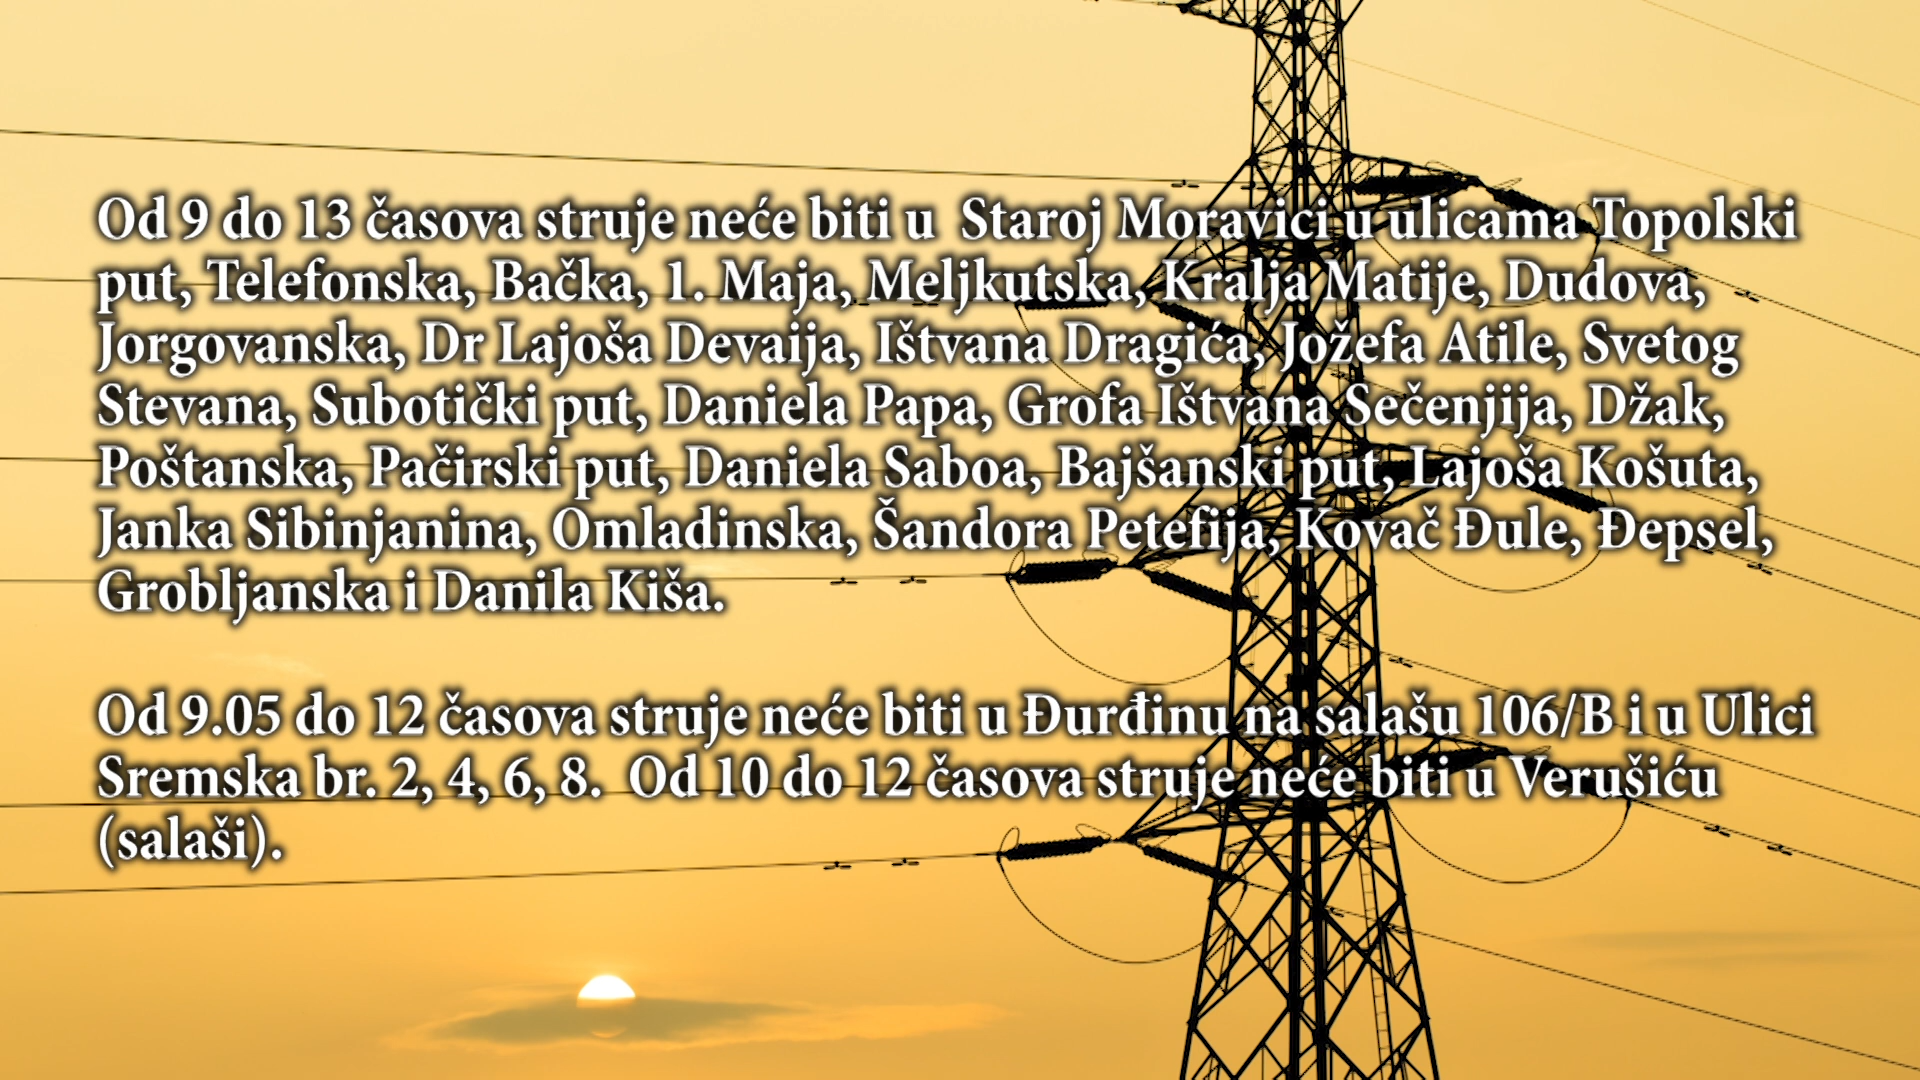 Od 9 do 13 časova struje neće biti u  Staroj Moravici u ulicama Topolski
put, Telefonska, Bačka, 1. Maja, Meljkutska, Kralja Matije, Dudova,
Jorgovanska, Dr Lajoša Devaija, Ištvana Dragića, Jožefa Atile, Svetog
Stevana, Subotički put, Daniela Papa, Grofa Ištvana Sečenjija, Džak,
Poštanska, Pačirski put, Daniela Saboa, Bajšanski put, Lajoša Košuta,
Janka Sibinjanina, Omladinska, Šandora Petefija, Kovač Đule, Đepsel,
Grobljanska i Danila Kiša.
Od 9.05 do 12 časova struje neće biti u Đurđinu na salašu 106/B i u Ulici
Sremska br. 2, 4, 6, 8.  Od 10 do 12 časova struje neće biti u Verušiću
(salaši).